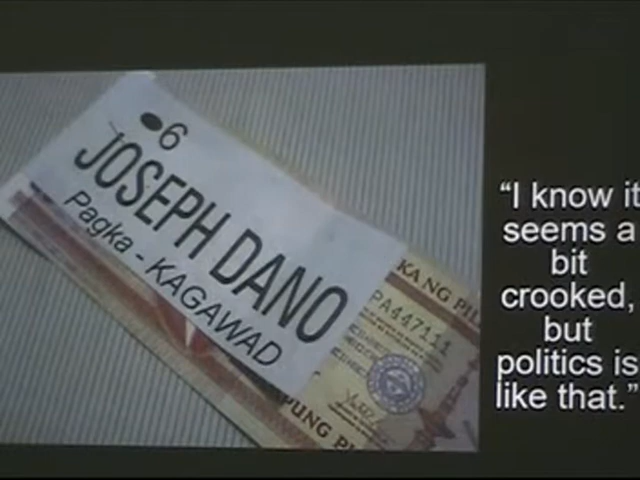 6
JOSEPH DANO
Pagka - KAGAWAD
KA NG PIL
PA447111
PUNG PI
“I know it
seems a
bit
crooked,
but
politics is
like that.”